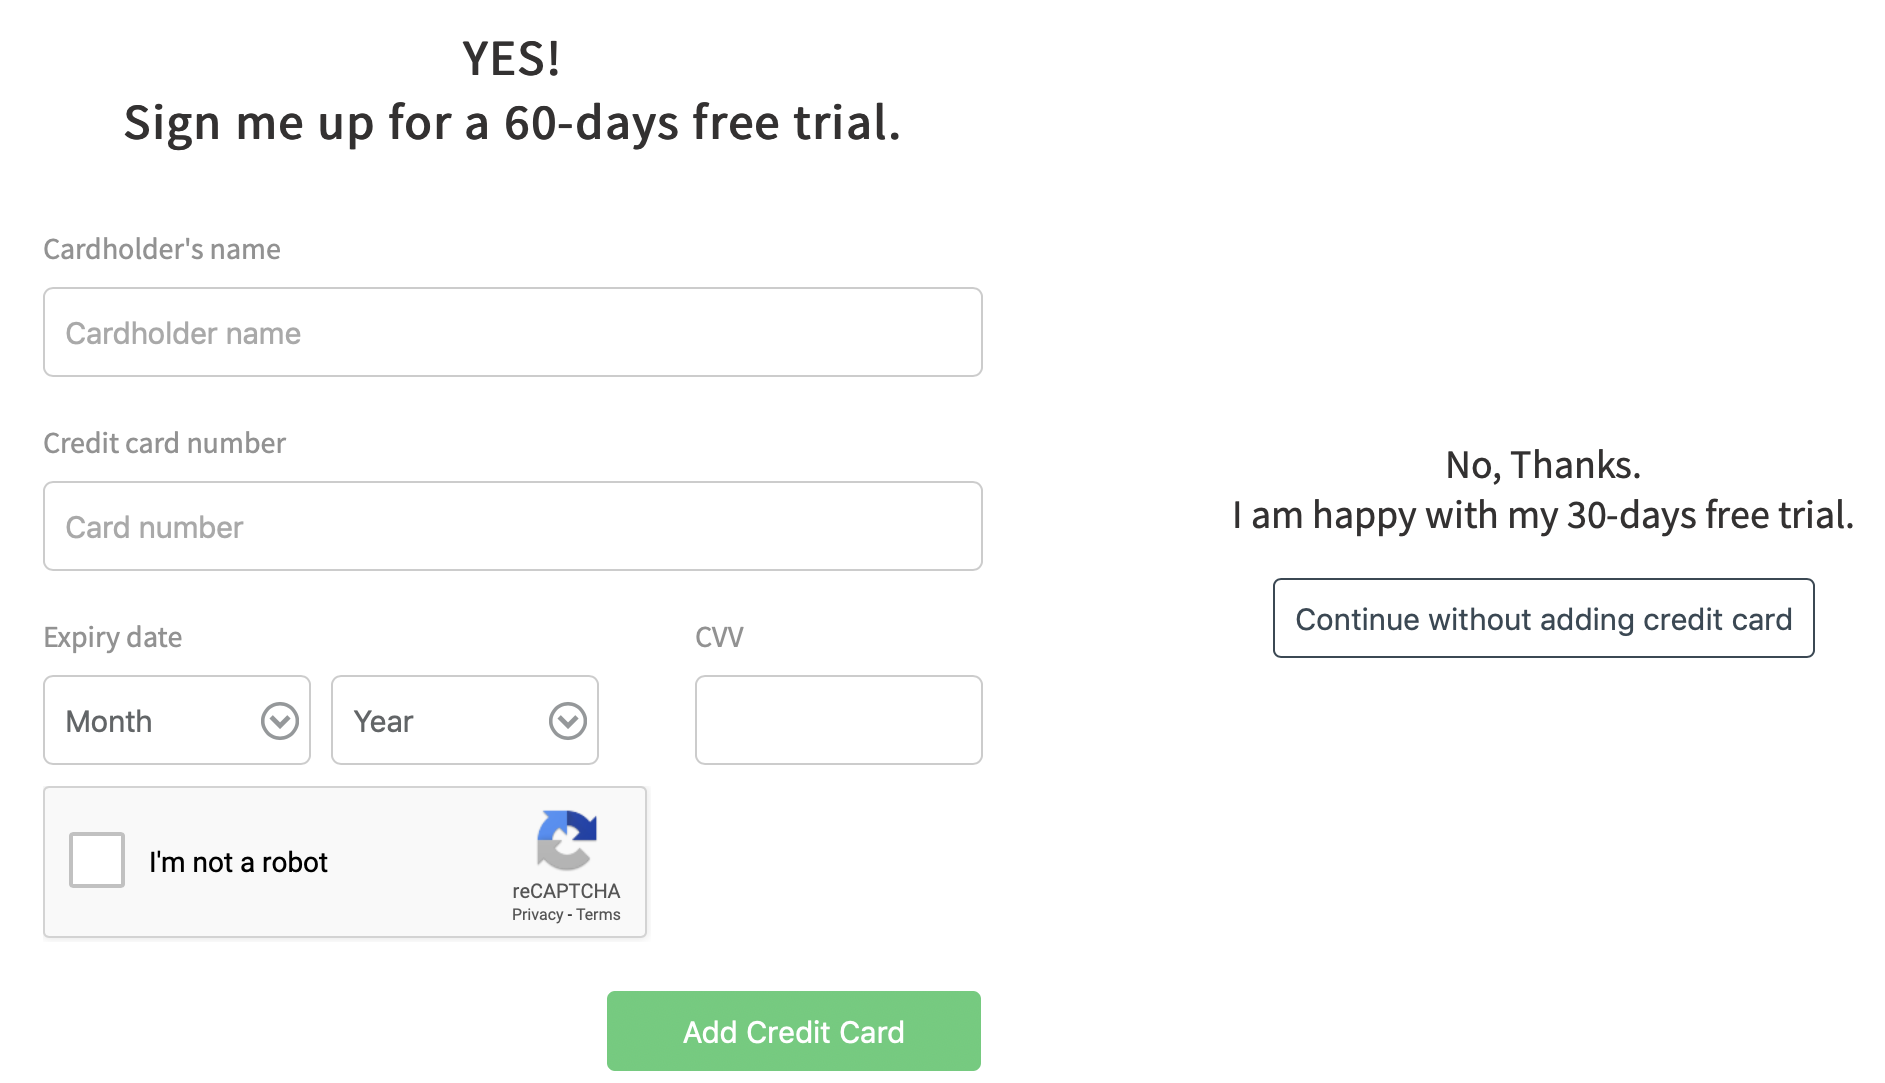 YES!
Sign me up for a 60-days free trial.
Cardholder's name
Cardholder name
Credit card number
Card number
Expiry date
CVV
Month
Year
I'm not a robot
reCAPTCHA
Privacy - Terms
Add Credit Card
No, Thanks.
I am happy with my 30-days free trial.
Continue without adding credit card